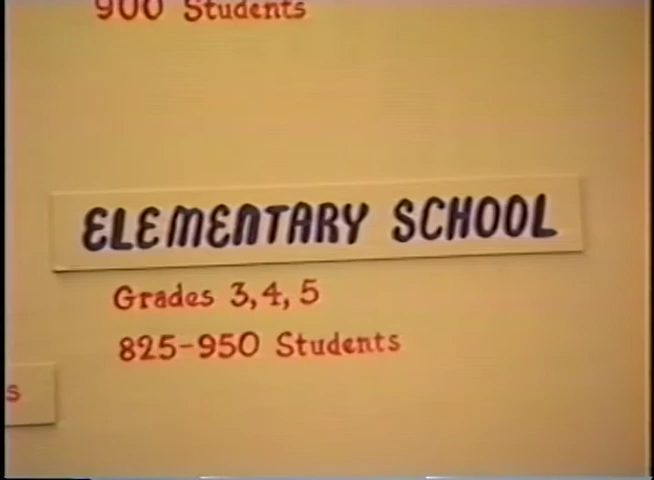 900 Students
ELEMENTARY SCHOOL
Grades 3, 4, 5
825-950 Students
s